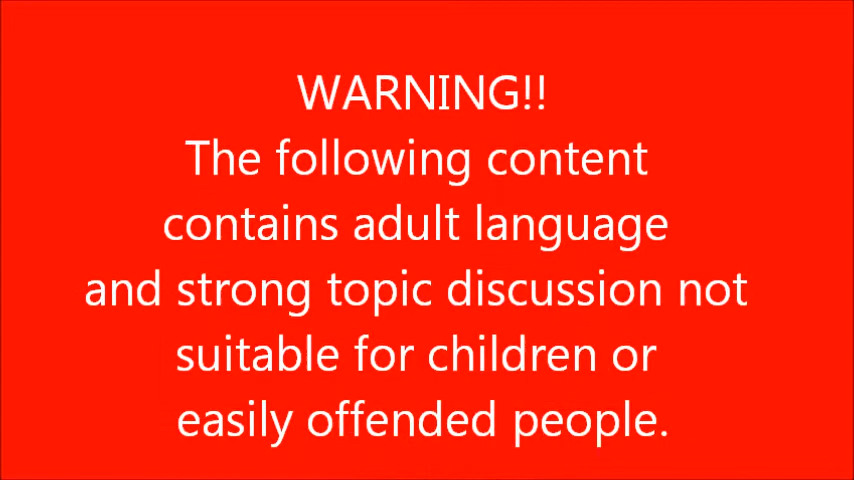 WARNING!!
The following content
contains adult language
and strong topic discussion not
suitable for children or
easily offended people.